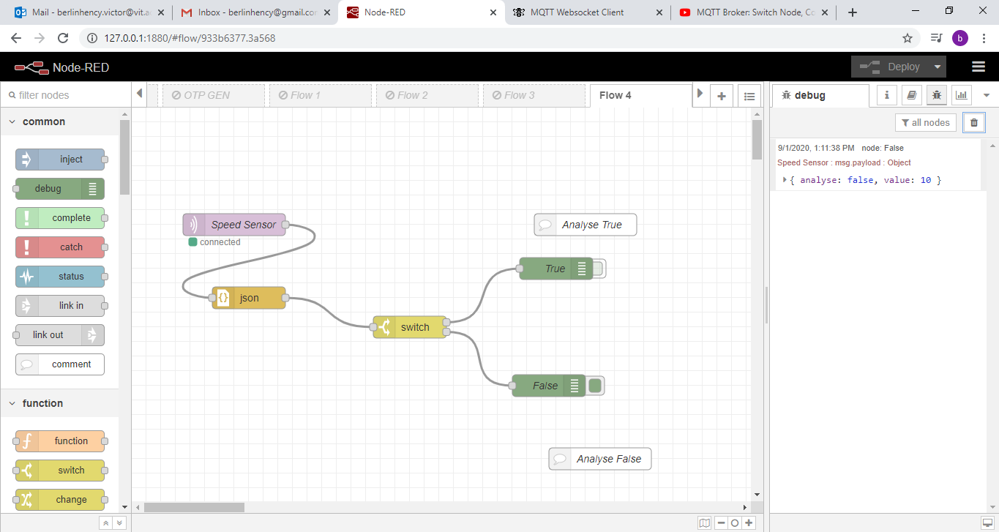 Mail - berlinhency.victor@vit.a
Inbox - berlinhency@gmail.co
Node-RED
MQTT Websocket Client
MQTT Broker: Switch Node, Co
127.0.0.1:1880/#flow/933b6377.3a568
b
Node-RED
Deploy
filter nodes
OTP GEN
Flow 1
Flow 2
Flow 3
Flow 4
debug
common
all nodes
inject
debug
complete
catch
status
link in
link out
comment
function
function
switch
change
Speed Sensor
connected
json
switch
Analyse True
True
False
Analyse False
9/1/2020, 1:11:38 PM node: False
Speed Sensor : msg.payload : Object
{ analyse: false, value: 10 }